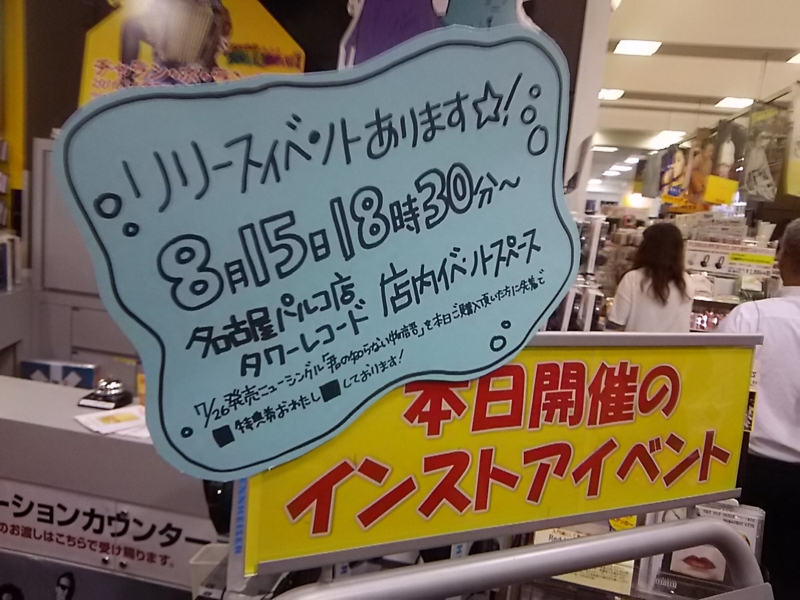 リリースイベントあります☆!
8月15日18時30分〜
名古屋パルコ店
タワーレコード 店内イベントスペース
7/26発売ニューシングル「君の知らない物語」を本日ご購入頂いた方に先着で
■特典券おわたし■しております!
本日開催の
インストアイベント
ーションカウンター
のお渡しはこちらで受け賜ります。